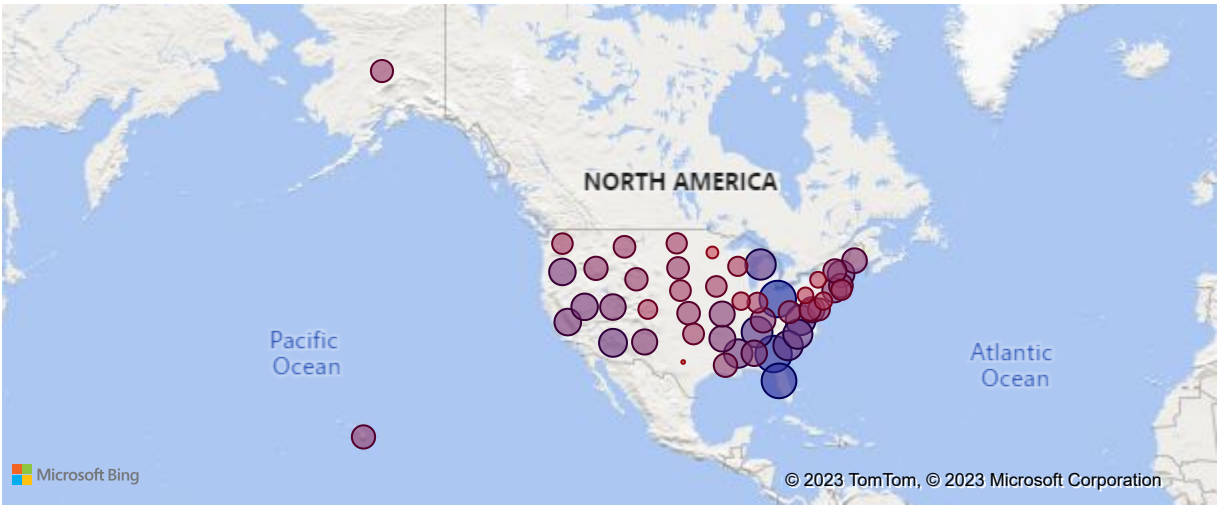 NORTH AMERICA
Pacific
Ocean
Atlantic
Ocean
Microsoft Bing
© 2023 TomTom, © 2023 Microsoft Corporation